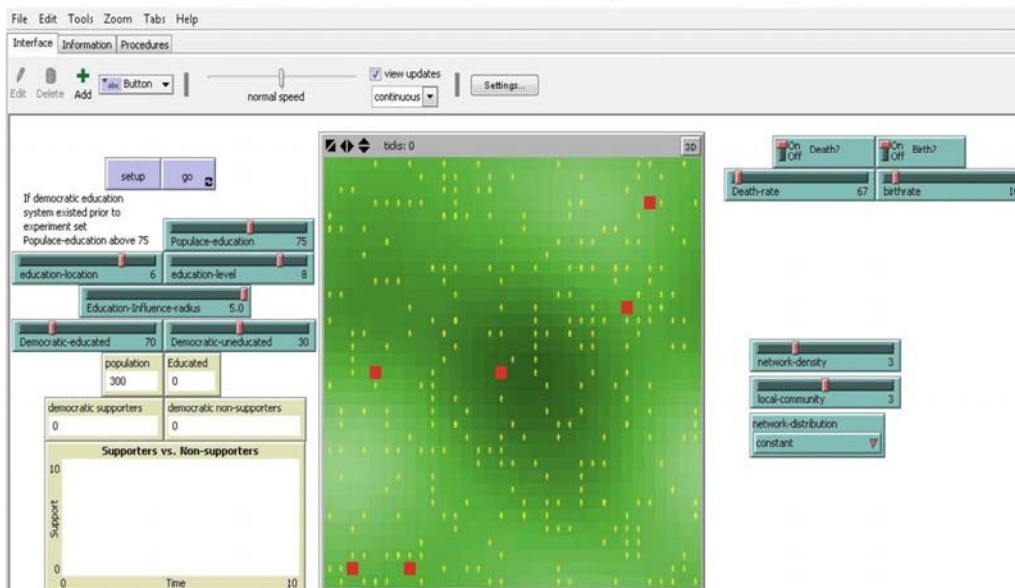 File Edit Tools Zoom Tabs Help
Interface Information Procedures
Edit Delete Add abc Button normal speed view updates continuous Settings...
ticks: 0 3D
setup go
If democratic education
system existed prior to
experiment set
Populace-education above 75
Populace-education 75
education-location 6 education-level 8
Education-Influence-radius 5.0
Democratic-educated 70 Democratic-uneducated 30
population Educated
300 0
democratic supporters democratic non-supporters
0 0
Supporters vs. Non-supporters
10
Support
0
0 Time 10
On Off Death? On Off Birth?
Death-rate 67 birthrate
network-density 3
local-community 3
network-distribution
constant